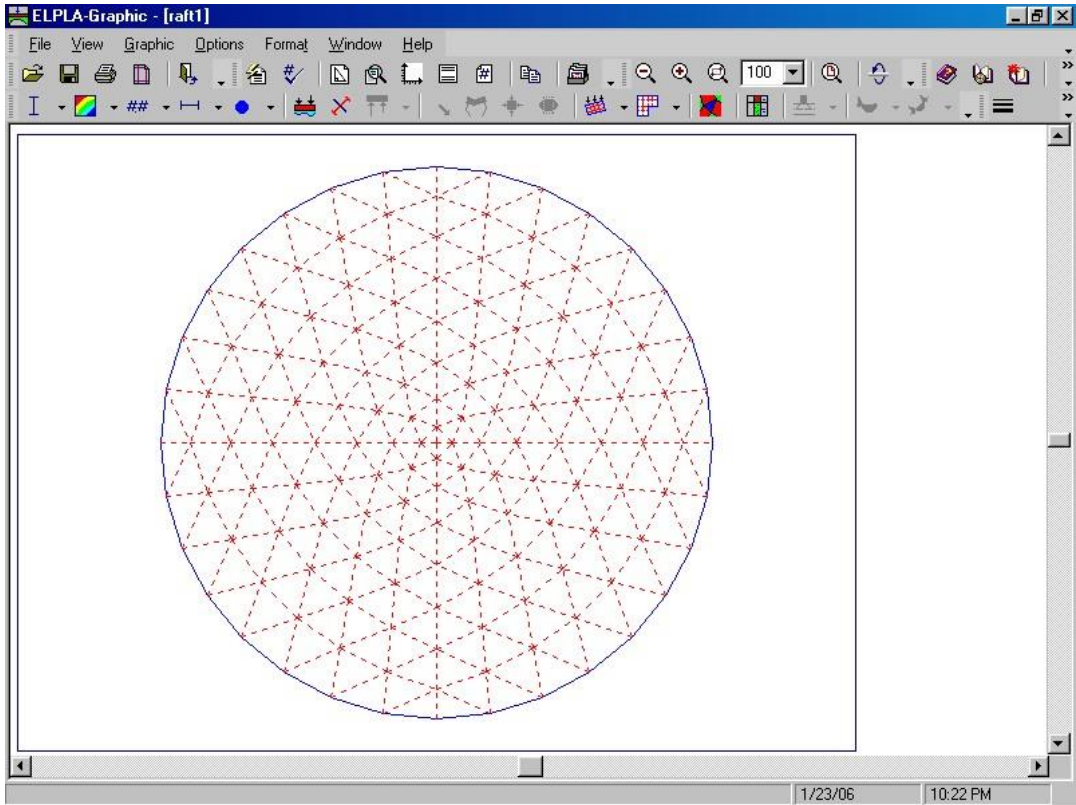 ELPLA-Graphic - [raft1]
File View Graphic Options Format Window Help
100
1/23/06 10:22 PM